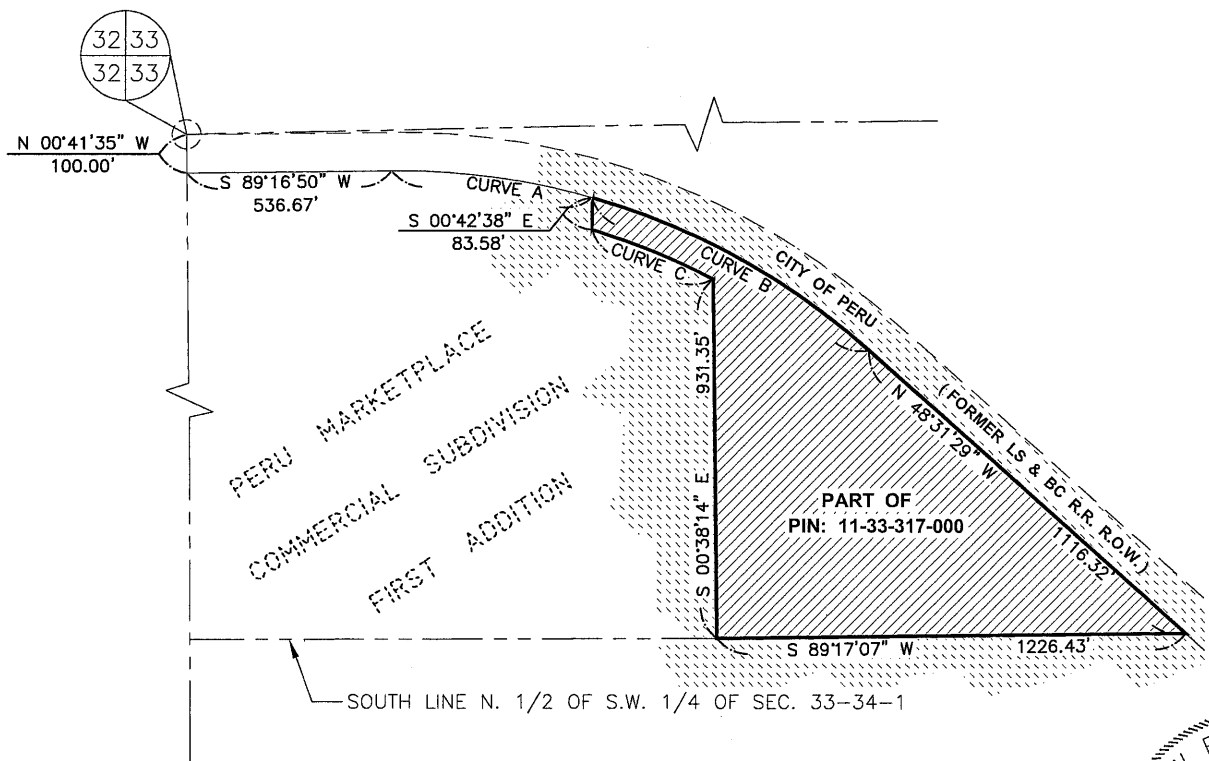 32 33
32 33
N 00°41'35" W
100.00'
S 89°16'50" W
536.67'
CURVE A
S 00°42'38" E
83.58'
CURVE C
CURVE B
CITY OF PERU
(FORMER LS & BC R.R. R.O.W.)
N 48°31'29" W
1116.32'
931.35'
S 00°38'14" E
PERU MARKETPLACE
COMMERCIAL SUBDIVISION
FIRST ADDITION
PART OF
PIN: 11-33-317-000
S 89°17'07" W
1226.43'
SOUTH LINE N. 1/2 OF S.W. 1/4 OF SEC. 33-34-1